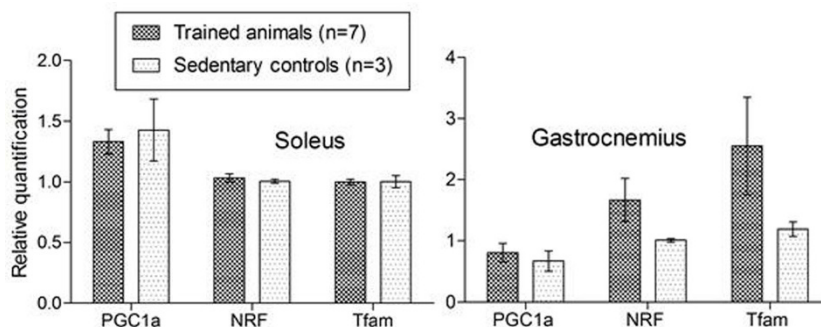 Trained animals (n=7)
Sedentary controls (n=3)
Relative quantification
2.0
1.5
1.0
0.5
0.0
Soleus
PGC1a NRF Tfam
4
3
2
1
0
Gastrocnemius
PGC1a NRF Tfam